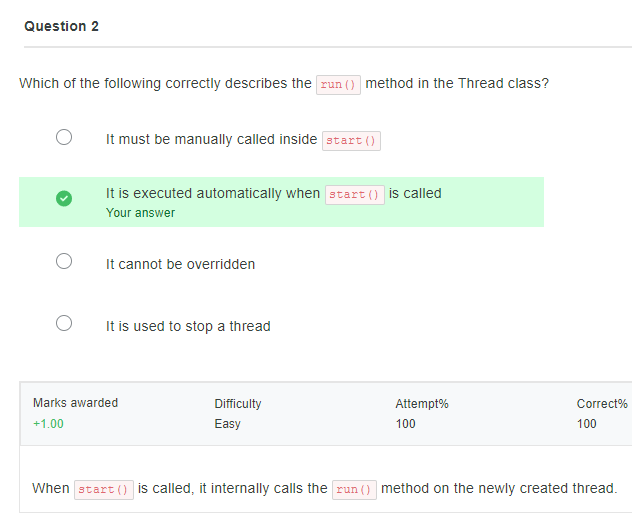 Question 2
Which of the following correctly describes the run() method in the Thread class?
It must be manually called inside start()
It is executed automatically when start() is called
Your answer
It cannot be overridden
It is used to stop a thread
Marks awarded Difficulty Attempt% Correct%
+1.00 Easy 100 100
When start() is called, it internally calls the run() method on the newly created thread.